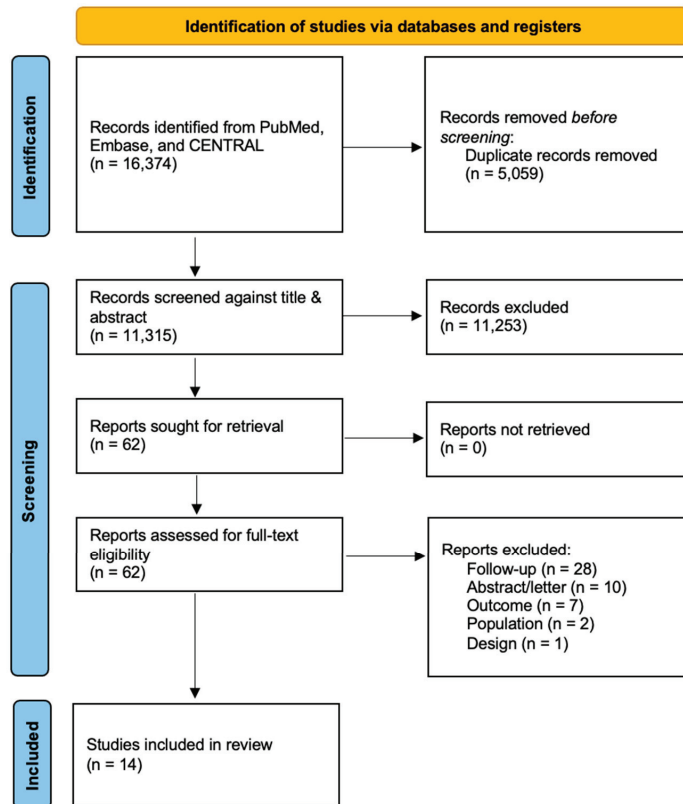 Identification of studies via databases and registers
Identification
Records identified from PubMed,
Embase, and CENTRAL
(n = 16,374)
Records removed before
screening:
Duplicate records removed
(n = 5,059)
Screening
Records screened against title &
abstract
(n = 11,315)
Records excluded
(n = 11,253)
Reports sought for retrieval
(n = 62)
Reports not retrieved
(n = 0)
Reports assessed for full-text
eligibility
(n = 62)
Reports excluded:
Follow-up (n = 28)
Abstract/letter (n = 10)
Outcome (n = 7)
Population (n = 2)
Design (n = 1)
Included
Studies included in review
(n = 14)